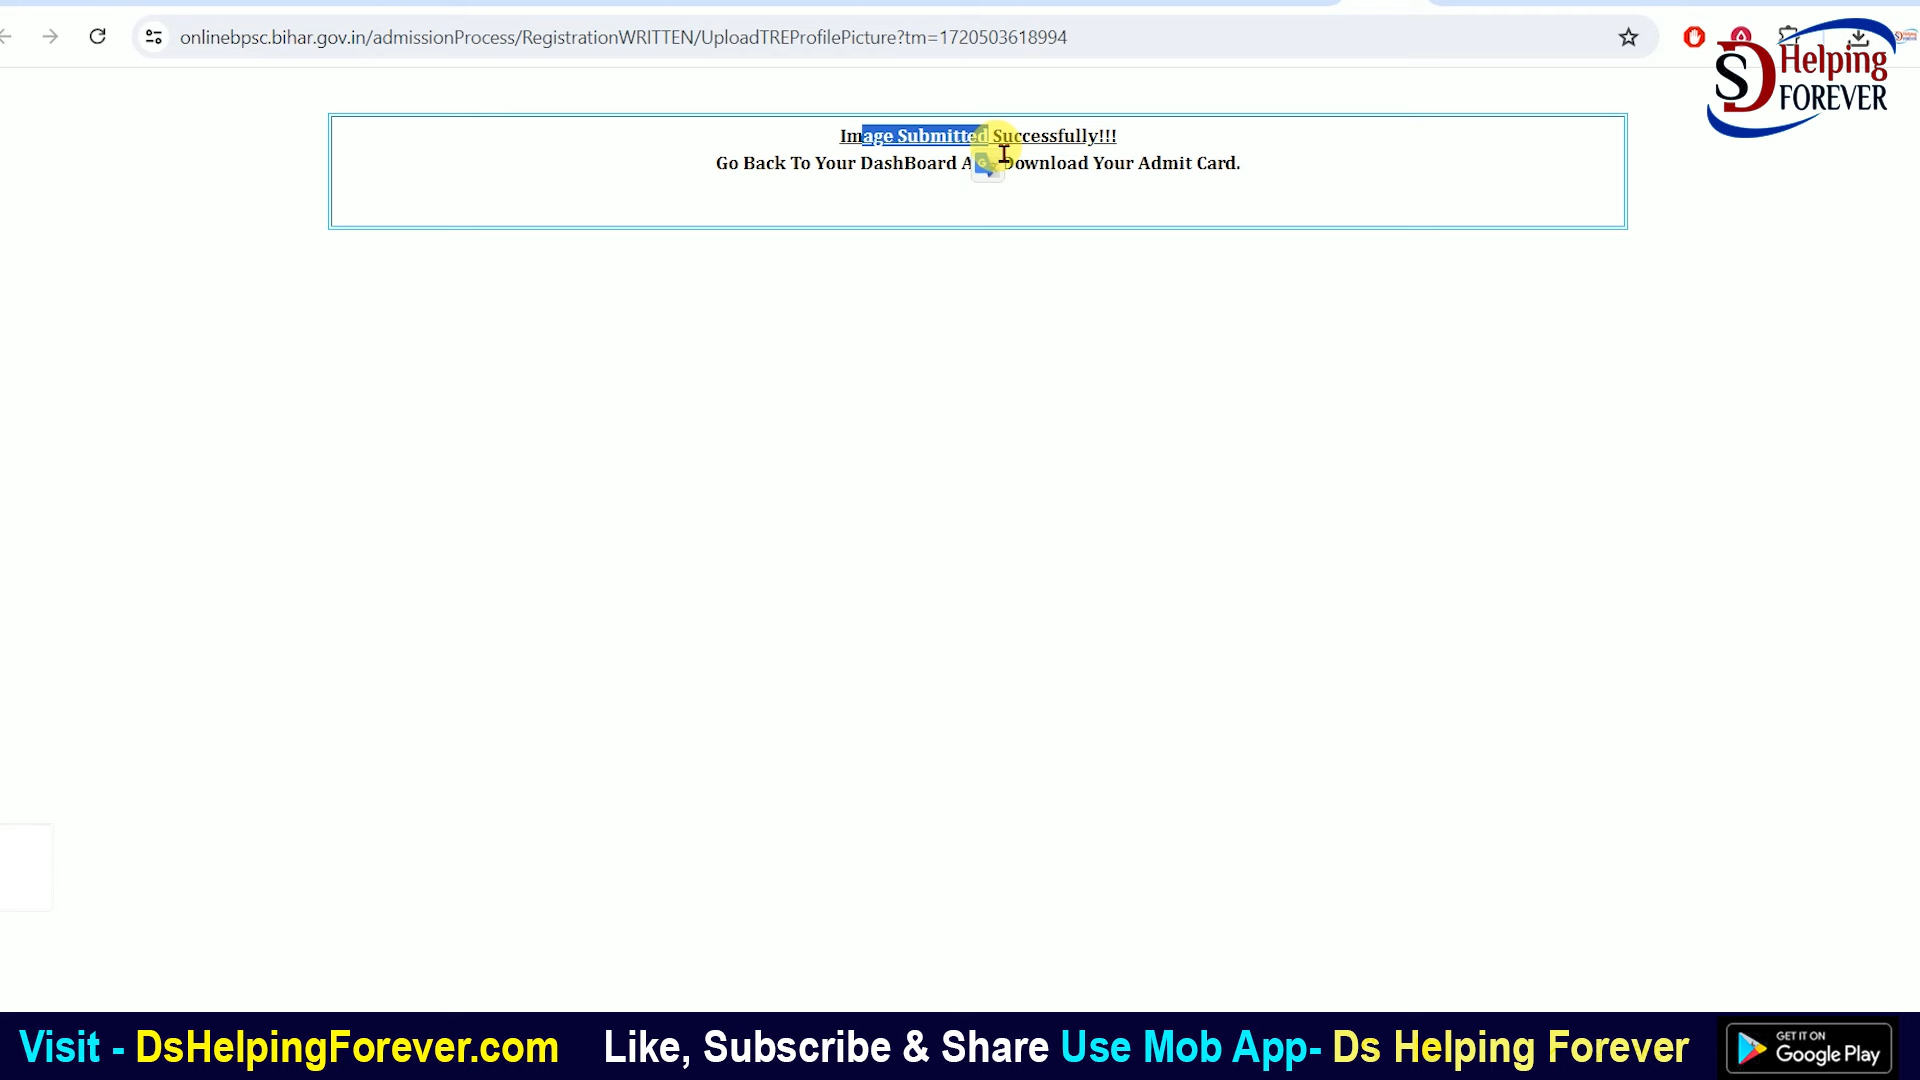 onlinebpsc.bihar.gov.in/admissionProcess/RegistrationWRITTEN/UploadTREProfilePicture?tm=1720503618994
DS Helping
FOREVER
Image Submitted Successfully!!!
Go Back To Your DashBoard A Download Your Admit Card.
Visit - DsHelpingForever.com Like, Subscribe & Share Use Mob App- Ds Helping Forever
GET IT ON
Google Play